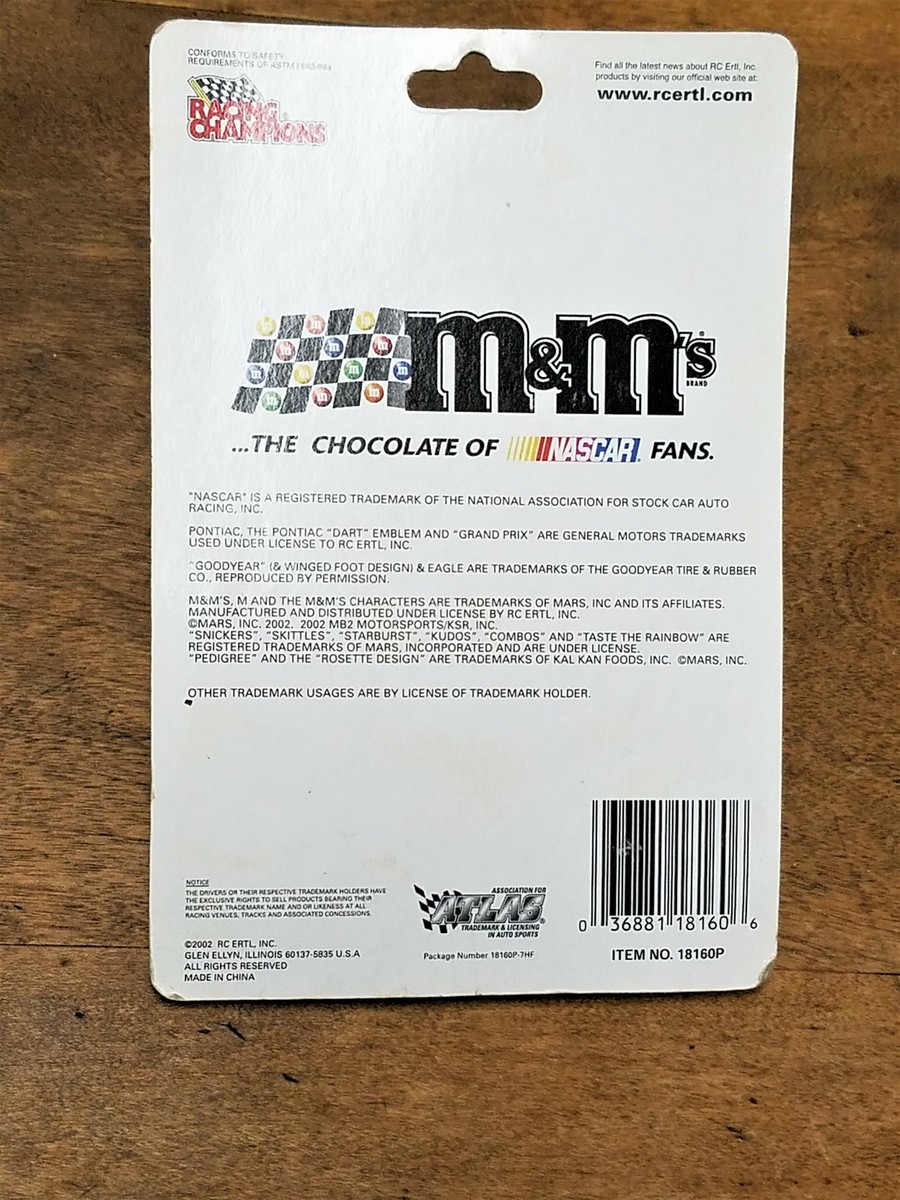 CONFORMS TO SAFETY
REQUIREMENTS OF ASTM
RACING
CHAMPIONS
Find all the latest news about RC Ertl, Inc.
products by visiting our official web site at:
www.rcertl.com
m&m's®
BRAND
...THE CHOCOLATE OF NASCAR. FANS.
"NASCAR" IS A REGISTERED TRADEMARK OF THE NATIONAL ASSOCIATION FOR STOCK CAR AUTO
RACING, INC.
PONTIAC, THE PONTIAC "DART" EMBLEM AND "GRAND PRIX" ARE GENERAL MOTORS TRADEMARKS
USED UNDER LICENSE TO RC ERTL, INC.
"GOODYEAR" (& WINGED FOOT DESIGN) & EAGLE ARE TRADEMARKS OF THE GOODYEAR TIRE & RUBBER
CO., REPRODUCED BY PERMISSION.
M&M'S, M AND THE M&M'S CHARACTERS ARE TRADEMARKS OF MARS, INC AND ITS AFFILIATES.
MANUFACTURED AND DISTRIBUTED UNDER LICENSE BY RC ERTL, INC.
©MARS, INC. 2002. 2002 MB2 MOTORSPORTS/KSR, INC.
"SNICKERS", "SKITTLES", "STARBURST", "KUDOS", "COMBOS" AND "TASTE THE RAINBOW" ARE
REGISTERED TRADEMARKS OF MARS, INCORPORATED AND ARE UNDER LICENSE.
"PEDIGREE" AND THE "ROSETTE DESIGN" ARE TRADEMARKS OF KAL KAN FOODS, INC. ©MARS, INC.
OTHER TRADEMARK USAGES ARE BY LICENSE OF TRADEMARK HOLDER.
NOTICE
THE DRIVERS OR THEIR RESPECTIVE TRADEMARK HOLDERS HAVE
THE EXCLUSIVE RIGHTS TO SELL PRODUCTS BEARING THEIR
RESPECTIVE TRADEMARK NAME AND OR LIKENESS AT ALL
RACING VENUES, TRACKS AND ASSOCIATED CONCESSIONS.
©2002 RC ERTL, INC.
GLEN ELLYN, ILLINOIS 60137-5835 U.S.A
ALL RIGHTS RESERVED
MADE IN CHINA
ASSOCIATION FOR
ATLAS
TRADEMARK & LICENSING
IN AUTO SPORTS
Package Number 18160P-7HF
0 36881 18160 6
ITEM NO. 18160P